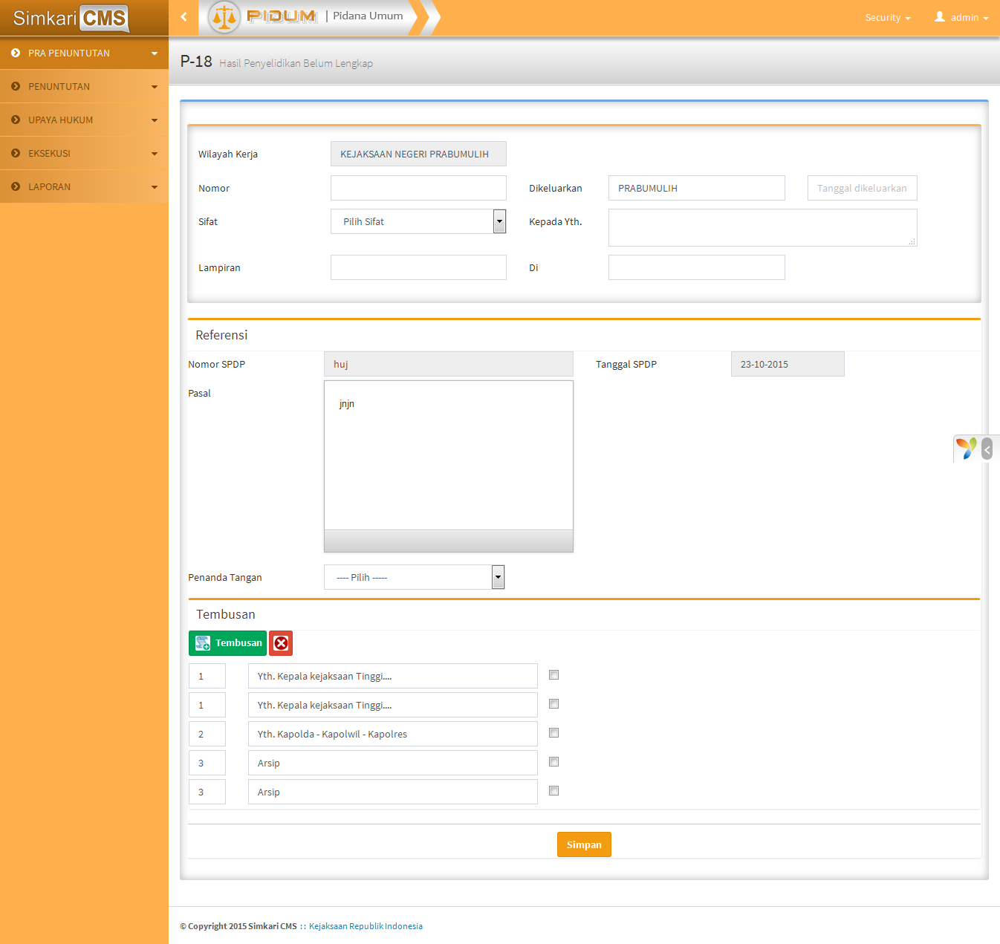 Simkari CMS
PIDUM | Pidana Umum
Security
admin
PRA PENUNTUTAN
PENUNTUTAN
UPAYA HUKUM
EKSEKUSI
LAPORAN
P-18 Hasil Penyelidikan Belum Lengkap
Wilayah Kerja KEJAKSAAN NEGERI PRABUMULIH
Nomor Dikeluarkan PRABUMULIH Tanggal dikeluarkan
Sifat Pilih Sifat Kepada Yth.
Lampiran Di
Referensi
Nomor SPDP huj Tanggal SPDP 23-10-2015
Pasal
jnjn
Penanda Tangan ---- Pilih -----
Tembusan
Tembusan
1 Yth. Kepala kejaksaan Tinggi....
1 Yth. Kepala kejaksaan Tinggi....
2 Yth. Kapolda - Kapolwil - Kapolres
3 Arsip
3 Arsip
Simpan
© Copyright 2015 Simkari CMS :: Kejaksaan Republik Indonesia